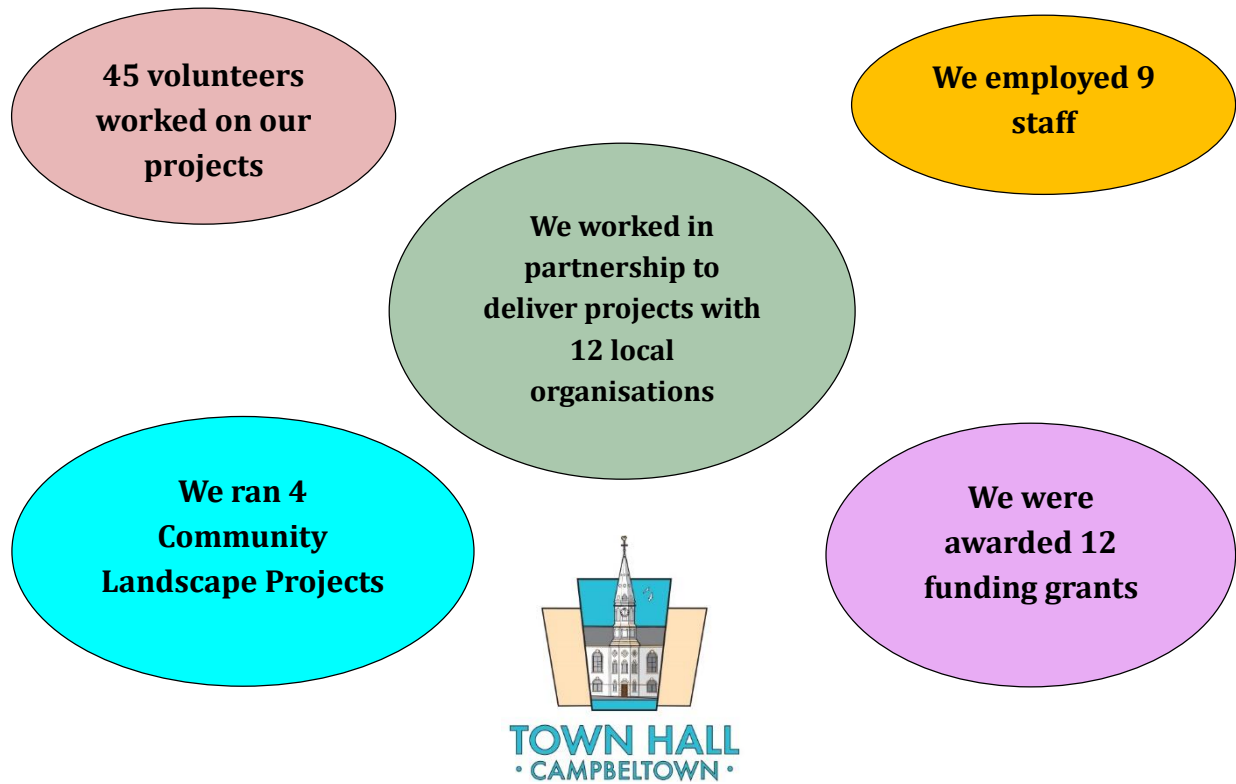 45 volunteers
worked on our
projects
We employed 9
staff
We worked in
partnership to
deliver projects with
12 local
organisations
We ran 4
Community
Landscape Projects
We were
awarded 12
funding grants
TOWN HALL
• CAMPBELTOWN •